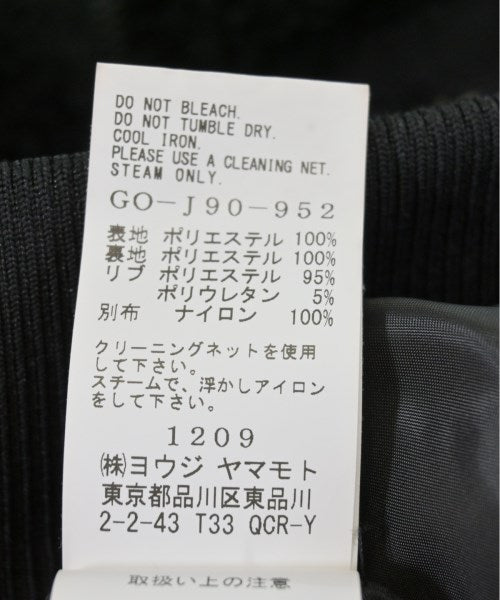 DO NOT BLEACH.
DO NOT TUMBLE DRY.
COOL IRON.
PLEASE USE A CLEANING NET.
STEAM ONLY.
GO-J90-952
表地 ポリエステル 100%
裏地 ポリエステル 100%
リブ ポリエステル 95%
ポリウレタン 5%
別布 ナイロン 100%
クリーニングネットを使用
して下さい。
スチームで、浮かしアイロン
をして下さい。
1209
㈱ヨウジ ヤマモト
東京都品川区東品川
2-2-43 T33 QCR-Y
取扱い上の注意